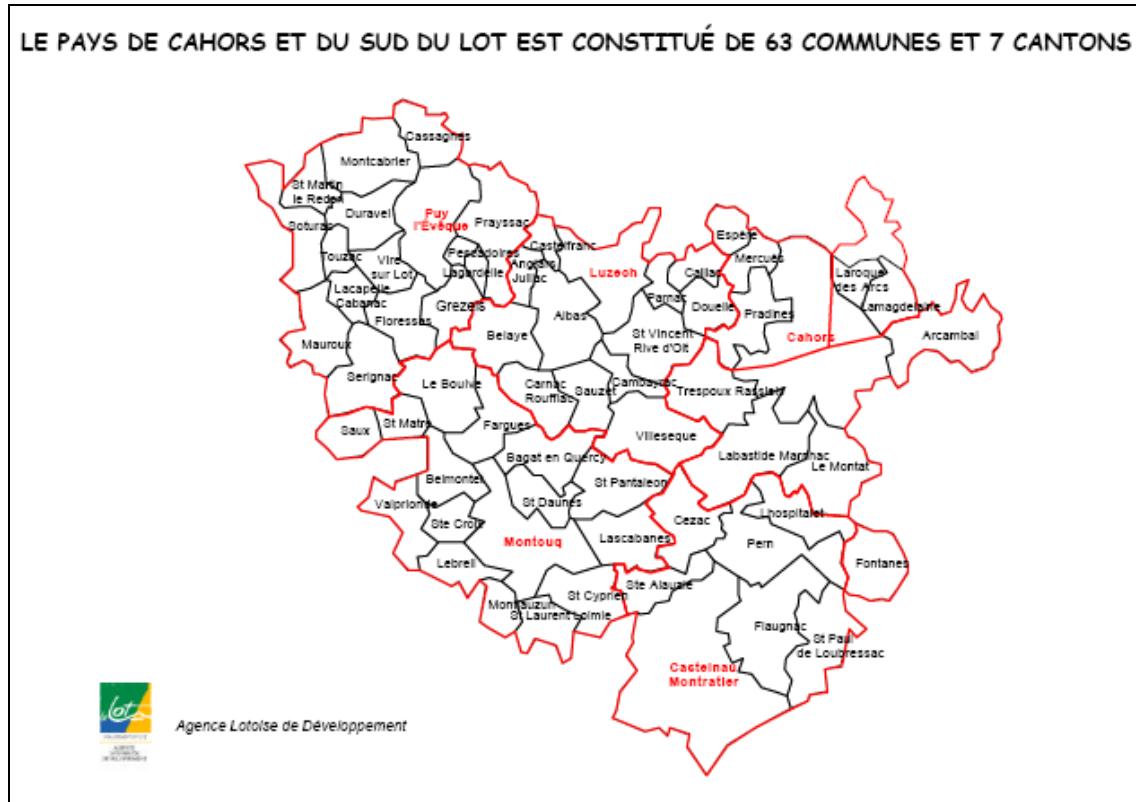 LE PAYS DE CAHORS ET DU SUD DU LOT EST CONSTITUÉ DE 63 COMMUNES ET 7 CANTONS
Cassagnes
Montcabrier
St Martin
le Redon
Duravel
Puy
l'Evêque
Prayssac
Soturac
Touzac
Vire
sur Lot
Pescadoires
Lagardelle
Castelfranc
Anglars
Juillac
Luzech
Espère
Mercuès
Caillac
Laroque
des Arcs
Lamagdelaine
Lacapelle
Cabanac
Floressas
Grezels
Albas
Parnac
Douelle
Pradines
Cahors
Arcambal
Mauroux
Belaye
St Vincent
Rive d'Olt
Serignac
Le Boulve
Carnac
Rouffiac
Sauzet
Cambayrac
Trespoux Rassiels
Saux
St Matre
Fargues
Villeseque
Bagat en Quercy
Labastide Marnhac
Le Montat
Belmontet
St Pantaleon
Valprionde
St Daunes
Lhospitalet
Ste Croix
Montcuq
Lascabanes
Cezac
Pern
Lebreil
Fontanes
Ste Alauzie
St Cyprien
Montlauzun
St Laurent Lolmie
Flaugnac
St Paul
de Loubressac
Castelnau
Montratier
Lot
Agence Lotoise de Développement